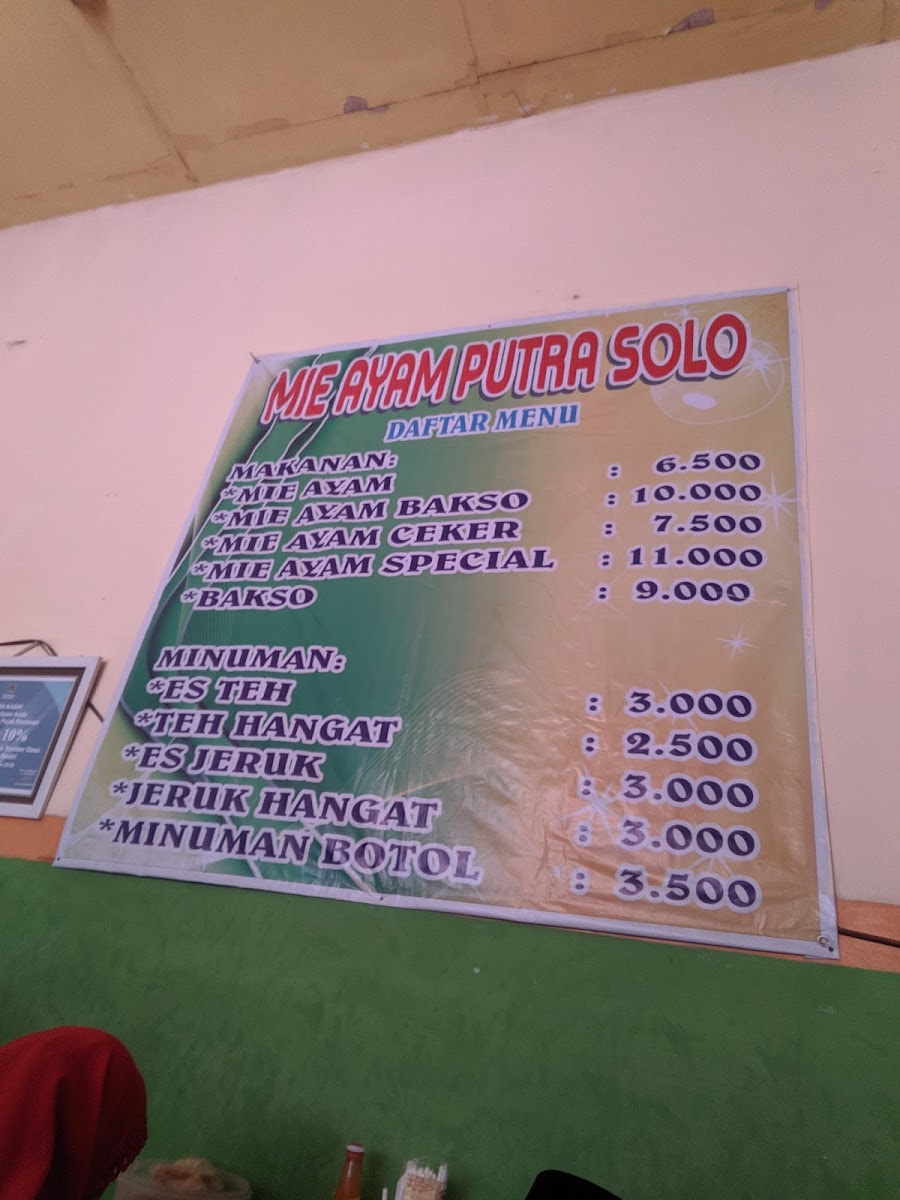 MIE AYAM PUTRA SOLO
DAFTAR MENU
MAKANAN:
*MIE AYAM : 6.500
*MIE AYAM BAKSO : 10.000
*MIE AYAM CEKER : 7.500
*MIE AYAM SPECIAL : 11.000
*BAKSO : 9.000
MINUMAN:
*ES TEH : 3.000
*TEH HANGAT : 2.500
*ES JERUK : 3.000
*JERUK HANGAT : 3.000
*MINUMAN BOTOL : 3.500
10%